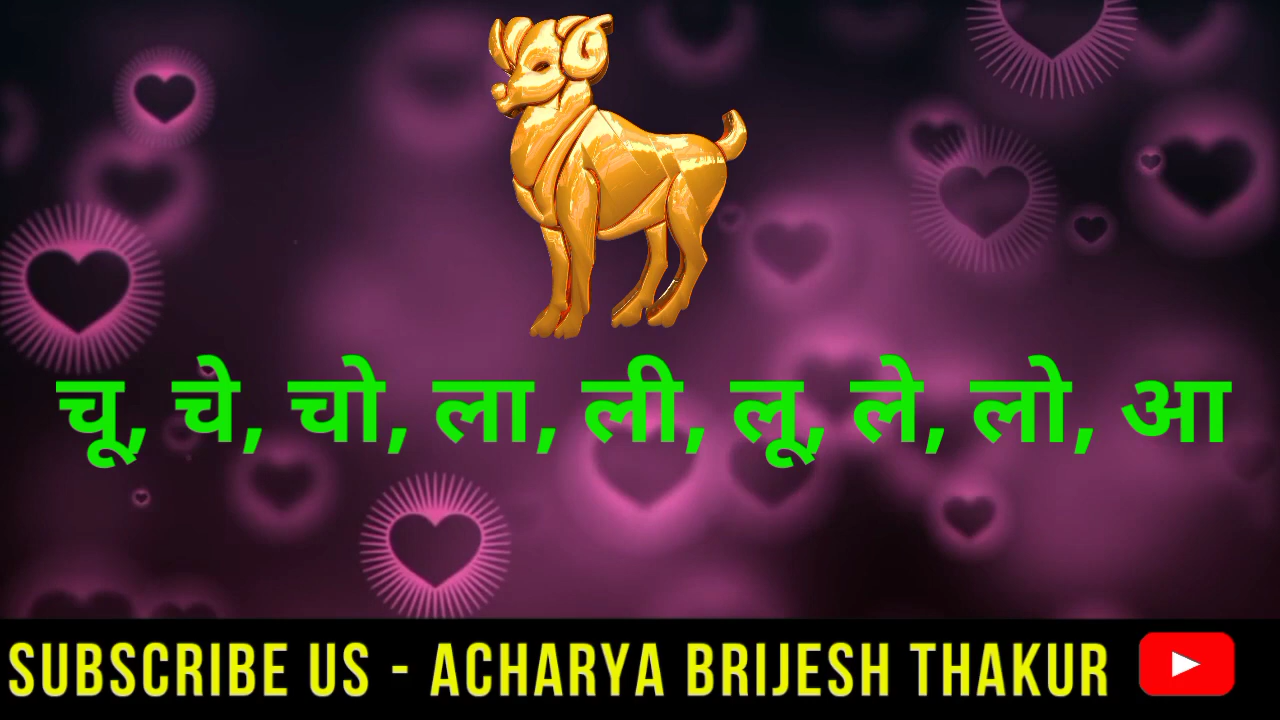 चू, चे, चो, ला, ली, लू, ले, लो, आ
SUBSCRIBE US - ACHARYA BRIJESH THAKUR